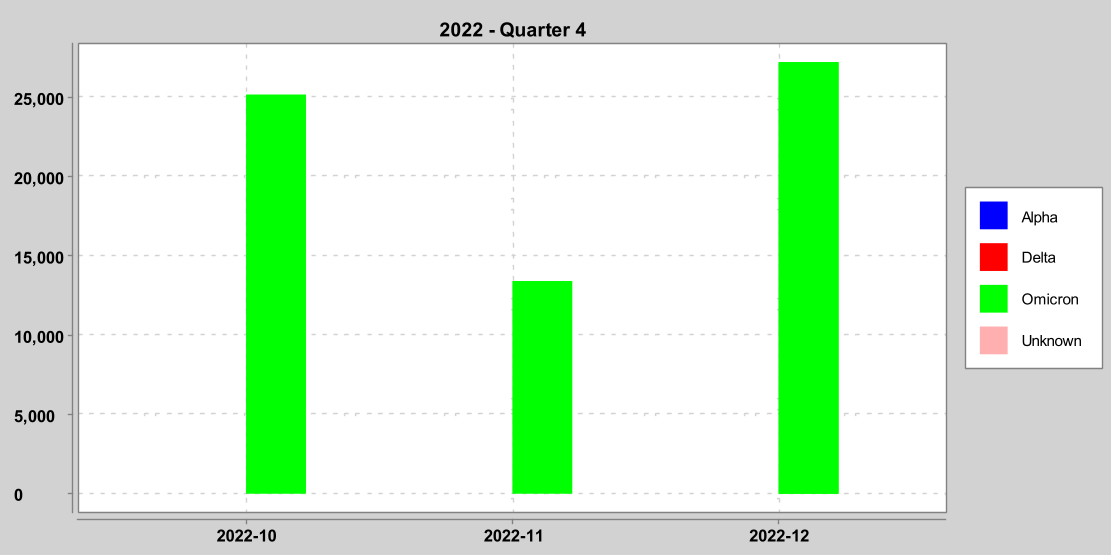 2022 - Quarter 4
25,000
20,000
15,000
10,000
5,000
0
2022-10
2022-11
2022-12
Alpha
Delta
Omicron
Unknown